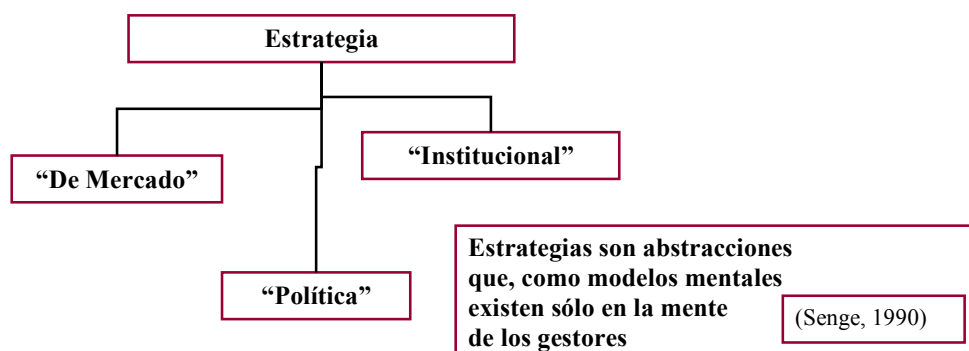 Estrategia
“Institucional”
“De Mercado”
“Política”
Estrategias son abstracciones
que, como modelos mentales
existen sólo en la mente
de los gestores
(Senge, 1990)